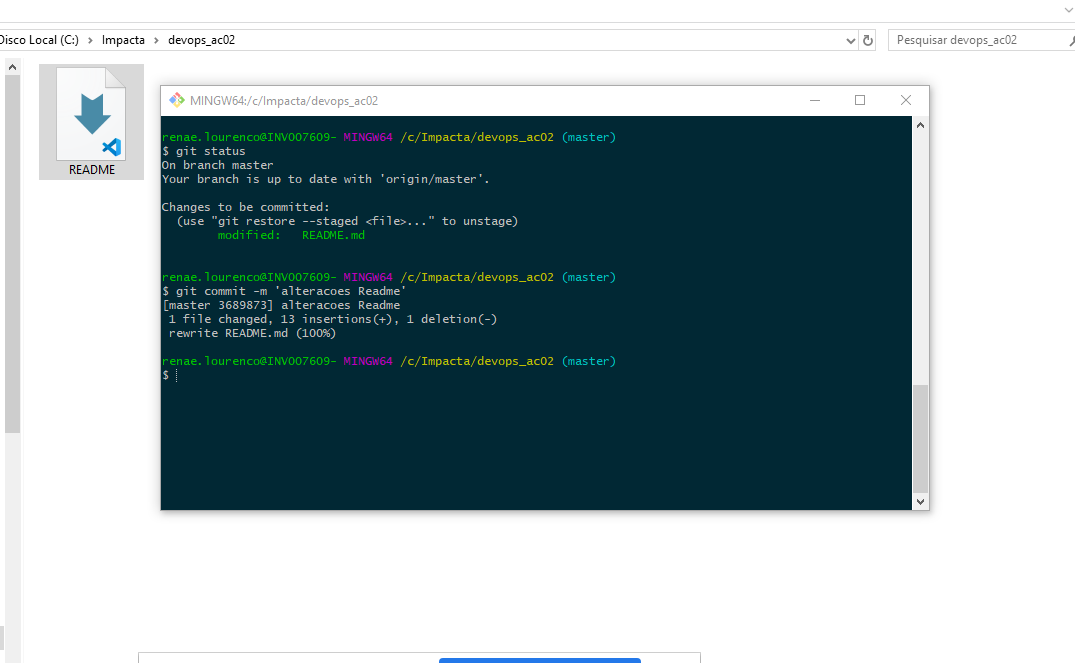 Disco Local (C:) > Impacta > devops_ac02
Pesquisar devops_ac02
README
MINGW64:/c/Impacta/devops_ac02
renae.lourenco@INV007609- MINGW64 /c/Impacta/devops_ac02 (master)
$ git status
On branch master
Your branch is up to date with 'origin/master'.
Changes to be committed:
(use "git restore --staged <file>..." to unstage)
modified:   README.md
renae.lourenco@INV007609- MINGW64 /c/Impacta/devops_ac02 (master)
$ git commit -m 'alteracoes Readme'
[master 3689873] alteracoes Readme
1 file changed, 13 insertions(+), 1 deletion(-)
rewrite README.md (100%)
renae.lourenco@INV007609- MINGW64 /c/Impacta/devops_ac02 (master)
$